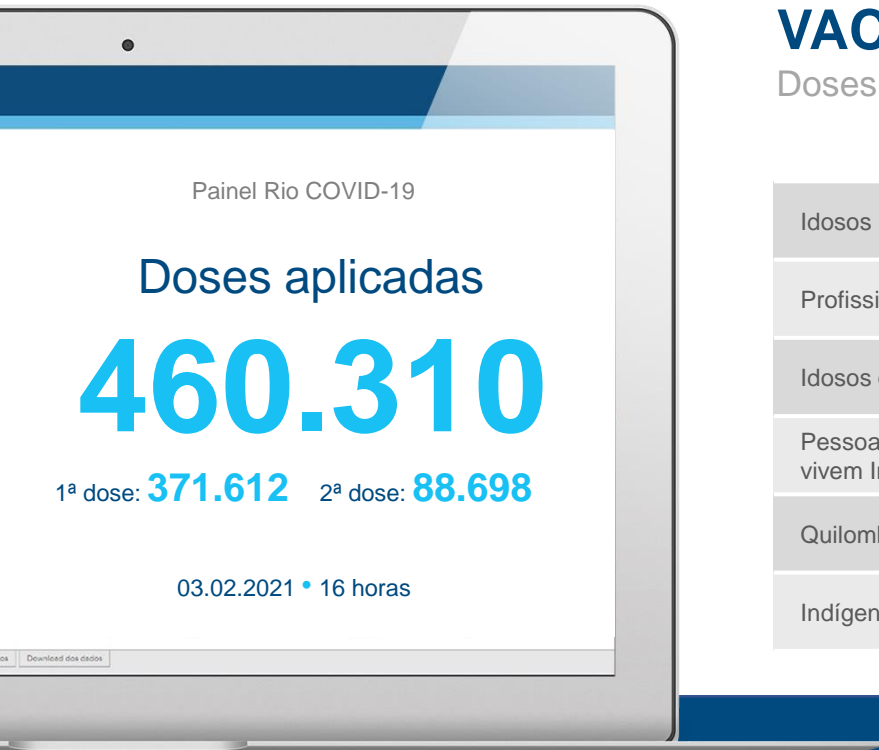 Painel Rio COVID-19
Doses aplicadas
460.310
1ª dose: 371.612 2ª dose: 88.698
03.02.2021 • 16 horas
Download dos dados
VAC
Doses
Idosos
Profissi
Idosos
Pessoa
vivem I
Quilom
Indígen